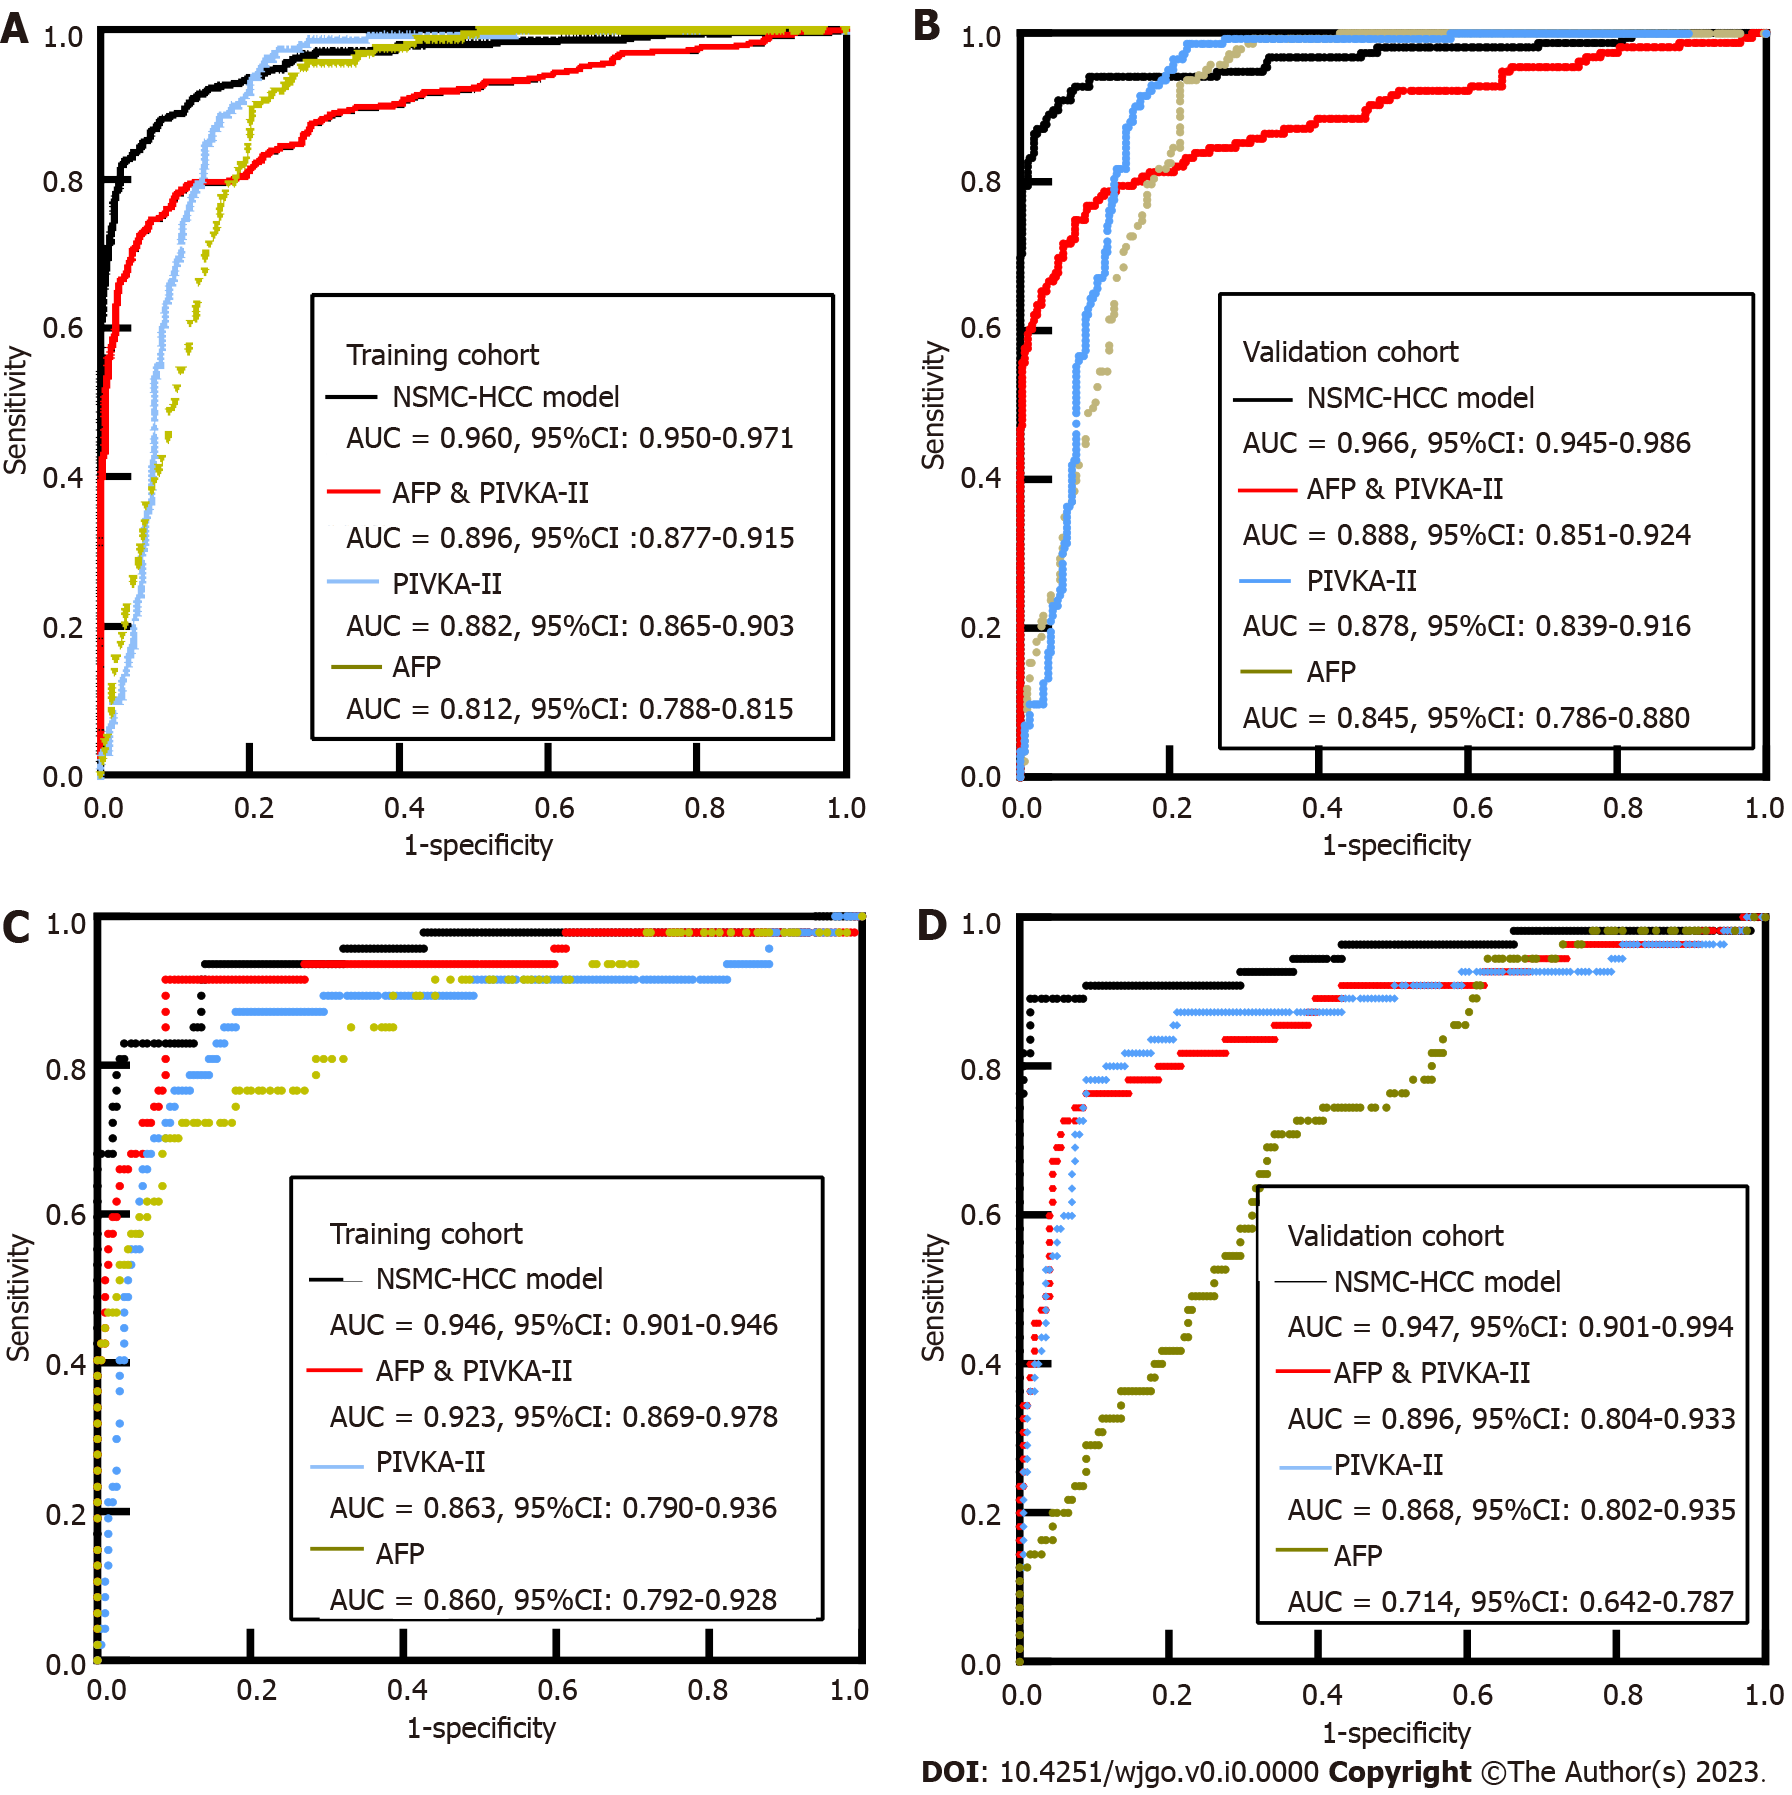 A
1.0
0.8
0.6
0.4
0.2
0.0
Sensitivity
Training cohort
NSMC-HCC model
AUC = 0.960, 95%CI: 0.950-0.971
AFP & PIVKA-II
AUC = 0.896, 95%CI :0.877-0.915
PIVKA-II
AUC = 0.882, 95%CI: 0.865-0.903
AFP
AUC = 0.812, 95%CI: 0.788-0.815
0.0 0.2 0.4 0.6 0.8 1.0
1-specificity
B
1.0
0.8
0.6
0.4
0.2
0.0
Sensitivity
Validation cohort
NSMC-HCC model
AUC = 0.966, 95%CI: 0.945-0.986
AFP & PIVKA-II
AUC = 0.888, 95%CI: 0.851-0.924
PIVKA-II
AUC = 0.878, 95%CI: 0.839-0.916
AFP
AUC = 0.845, 95%CI: 0.786-0.880
0.0 0.2 0.4 0.6 0.8 1.0
1-specificity
C
1.0
0.8
0.6
0.4
0.2
0.0
Sensitivity
Training cohort
NSMC-HCC model
AUC = 0.946, 95%CI: 0.901-0.946
AFP & PIVKA-II
AUC = 0.923, 95%CI: 0.869-0.978
PIVKA-II
AUC = 0.863, 95%CI: 0.790-0.936
AFP
AUC = 0.860, 95%CI: 0.792-0.928
0.0 0.2 0.4 0.6 0.8 1.0
1-specificity
D
1.0
0.8
0.6
0.4
0.2
0.0
Sensitivity
Validation cohort
NSMC-HCC model
AUC = 0.947, 95%CI: 0.901-0.994
AFP & PIVKA-II
AUC = 0.896, 95%CI: 0.804-0.933
PIVKA-II
AUC = 0.868, 95%CI: 0.802-0.935
AFP
AUC = 0.714, 95%CI: 0.642-0.787
0.0 0.2 0.4 0.6 0.8 1.0
1-specificity
DOI: 10.4251/wjgo.v0.i0.0000 Copyright ©The Author(s) 2023.